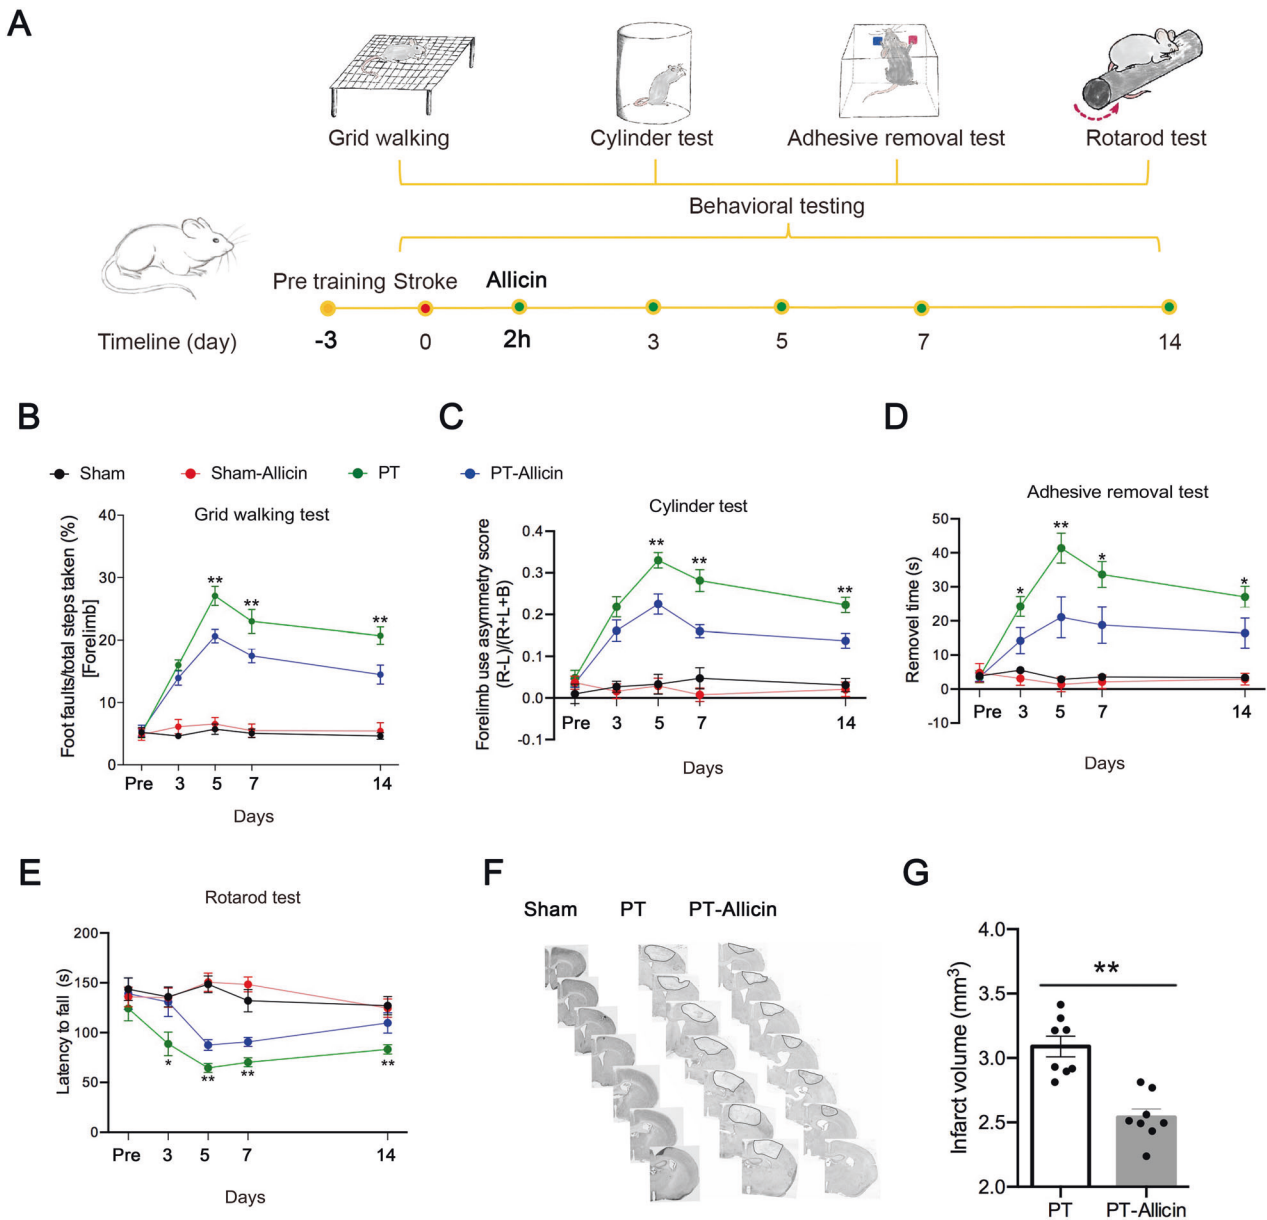 A
Grid walking
Cylinder test
Adhesive removal test
Rotarod test
Behavioral testing
Pre training
Stroke
Allicin
Timeline (day)
-3
0
2h
3
5
7
14
B
Sham
Sham-Allicin
PT
PT-Allicin
Grid walking test
Foot faults/total steps taken (%)
[Forelimb]
40
30
20
10
0
**
**
**
Pre
3
5
7
14
Days
C
Cylinder test
Forelimb use asymmetry score
(R-L)/(R+L+B)
0.4
0.3
0.2
0.1
0.0
-0.1
**
**
**
Pre
3
5
7
14
Days
D
Adhesive removal test
Removel time (s)
50
40
30
20
10
0
-10
*
**
*
*
Pre
3
5
7
14
Days
E
Rotarod test
Latency to fall (s)
200
150
100
50
0
*
**
**
**
Pre
3
5
7
14
Days
F
Sham
PT
PT-Allicin
G
Infarct volume (mm³)
4.0
3.5
3.0
2.5
2.0
**
PT
PT-Allicin